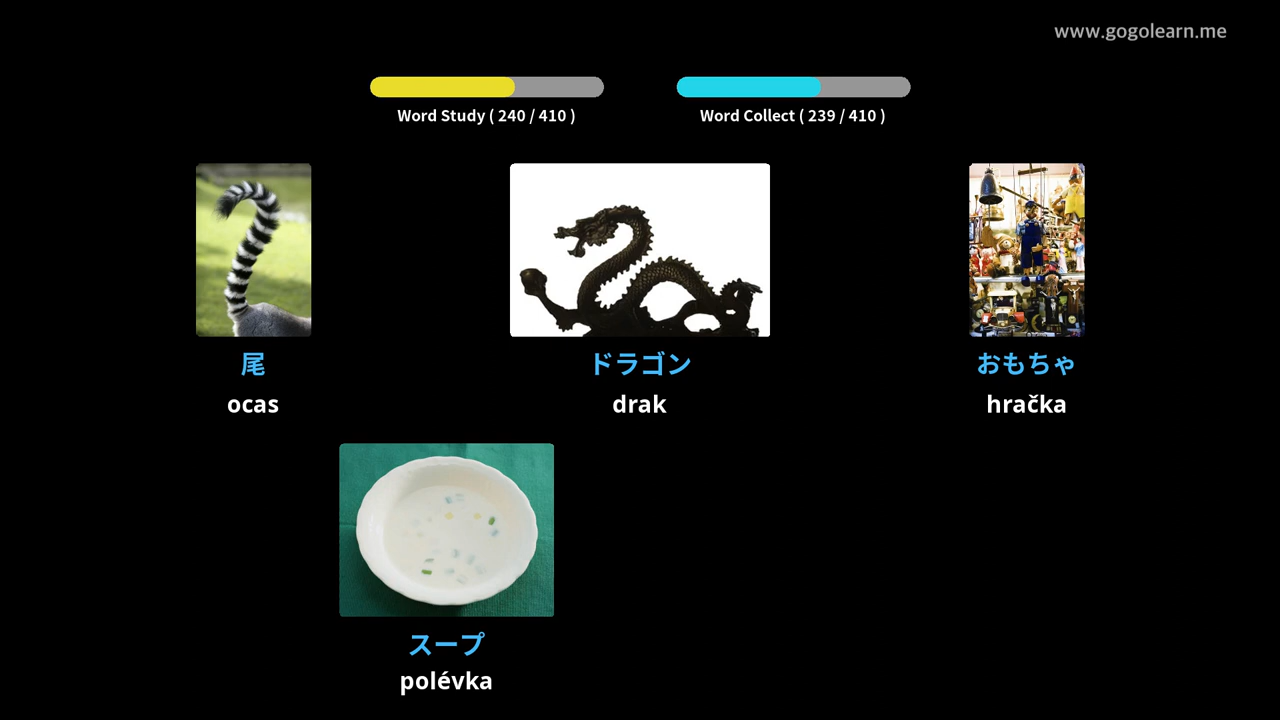 www.gogolearn.me
Word Study ( 240 / 410 )
Word Collect ( 239 / 410 )
尾
ドラゴン
おもちゃ
ocas
drak
hračka
スープ
polévka